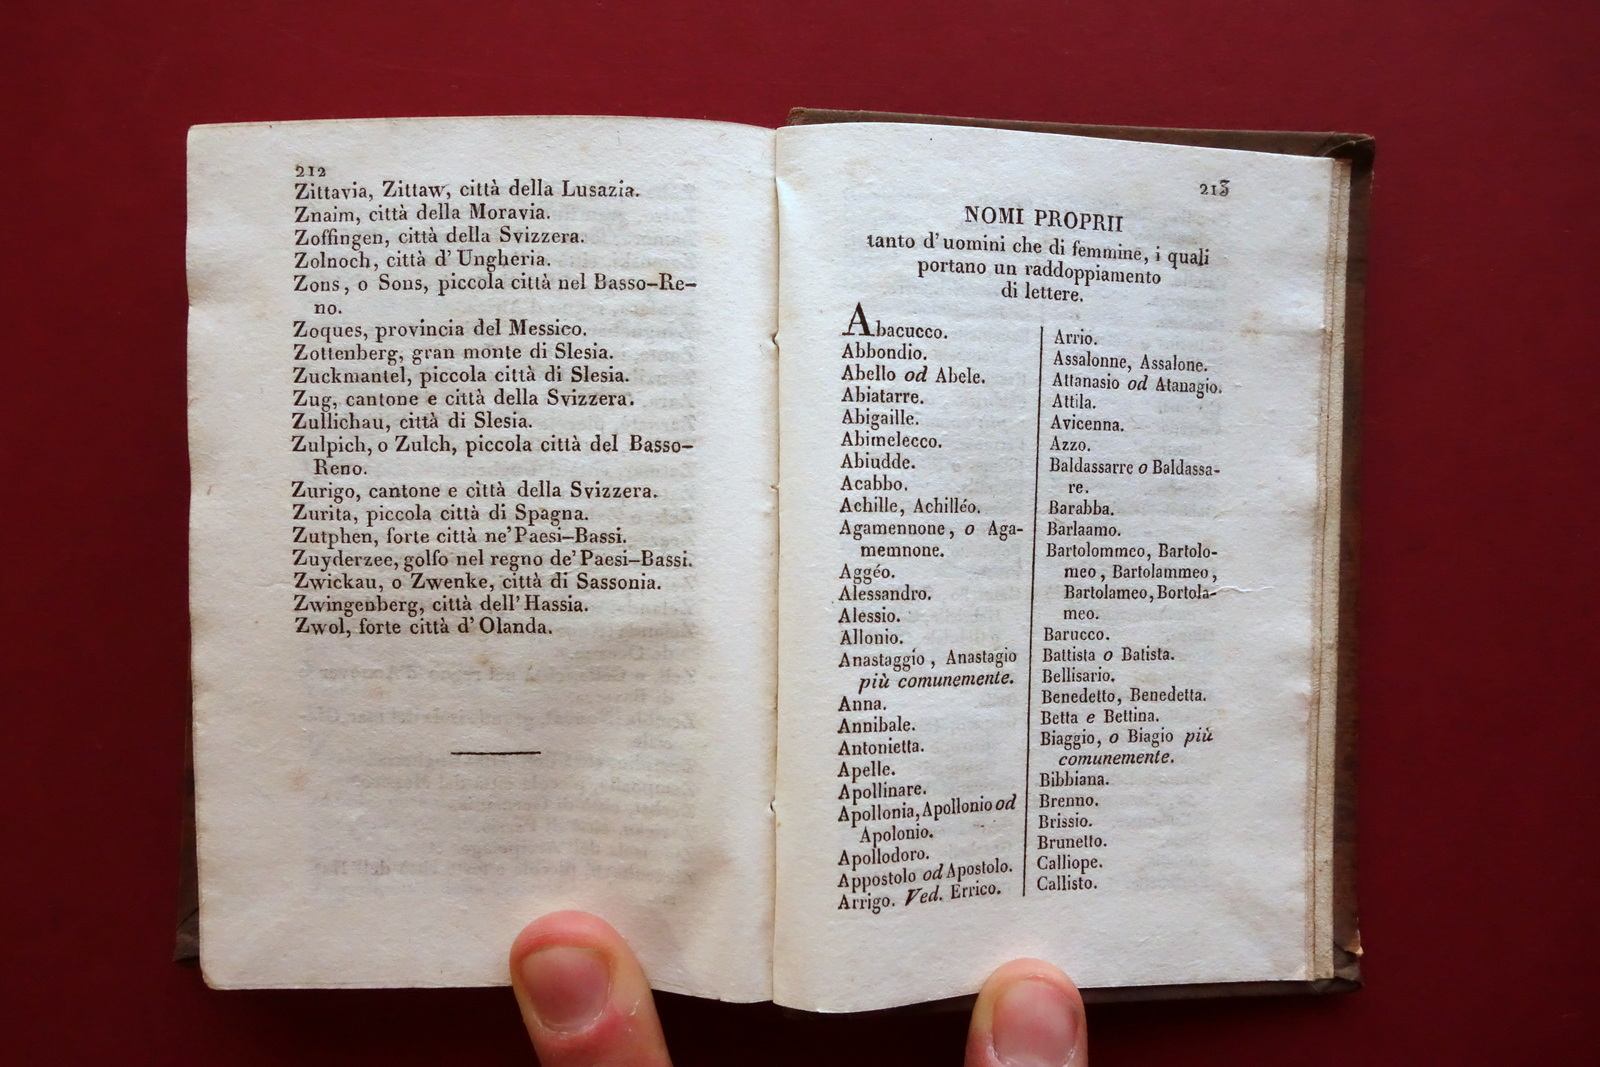 212
Zittavia, Zittaw, città della Lusazia.
Znaim, città della Moravia.
Zoffingen, città della Svizzera.
Zolnoch, città d'Ungheria.
Zons, o Sons, piccola città nel Basso-Re-
no.
Zoques, provincia del Messico.
Zottenberg, gran monte di Slesia.
Zuckmantel, piccola città di Slesia.
Zug, cantone e città della Svizzera.
Zullichau, città di Slesia.
Zulpich, o Zulch, piccola città del Basso-
Reno.
Zurigo, cantone e città della Svizzera.
Zurita, piccola città di Spagna.
Zutphen, forte città ne' Paesi-Bassi.
Zuyderzee, golfo nel regno de' Paesi-Bassi.
Zwickau, o Zwenke, città di Sassonia.
Zwingenberg, città dell'Hassia.
Zwol, forte città d'Olanda.
213
NOMI PROPRII
tanto d'uomini che di femmine, i quali
portano un raddoppiamento
di lettere.
Abacucco.
Abbondio.
Abello od Abele.
Abiatarre.
Abigaille.
Abimelecco.
Abiudde.
Acabbo.
Achille, Achilléo.
Agamennone, o Aga-
memnone.
Aggéo.
Alessandro.
Alessio.
Allonio.
Anastaggio, Anastagio
più comunemente.
Anna.
Annibale.
Antonietta.
Apelle.
Apollinare.
Apollonia, Apollonio od
Apolonio.
Apollodoro.
Appostolo od Apostolo.
Arrigo. Ved. Errico.
Arrio.
Assalonne, Assalone.
Attanasio od Atanagio.
Attila.
Avicenna.
Azzo.
Baldassarre o Baldassa-
re.
Barabba.
Barlaamo.
Bartolommeo, Bartolo-
meo, Bartolammeo,
Bartolameo, Bortola-
meo.
Barucco.
Battista o Batista.
Bellisario.
Benedetto, Benedetta.
Betta e Bettina.
Biaggio, o Biagio più
comunemente.
Bibbiana.
Brenno.
Brissio.
Brunetto.
Calliope.
Callisto.